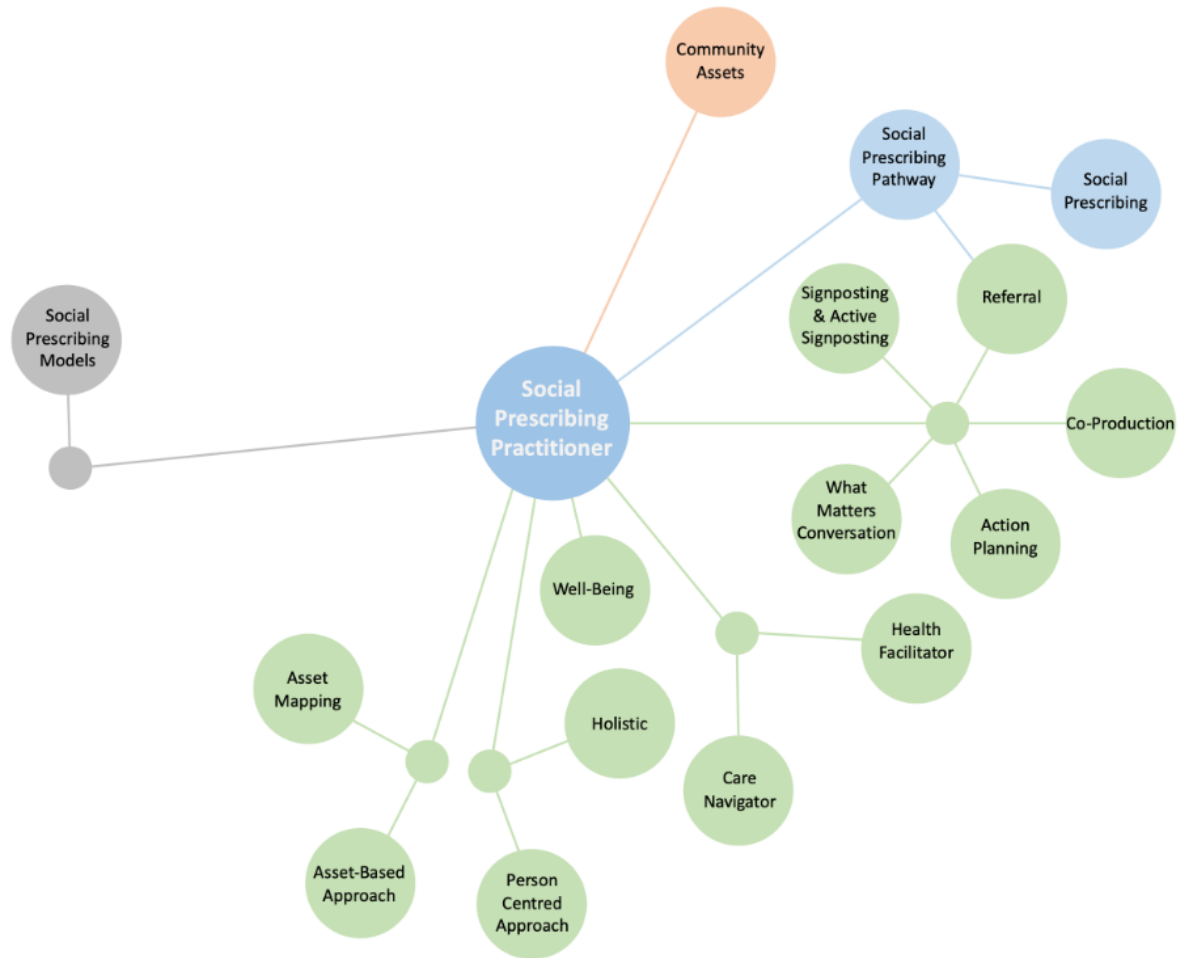 Community
Assets
Social
Prescribing
Pathway
Social
Prescribing
Signposting
& Active
Signposting
Referral
Social
Prescribing
Models
Social
Prescribing
Practitioner
Co-Production
What
Matters
Conversation
Action
Planning
Well-Being
Health
Facilitator
Asset
Mapping
Holistic
Care
Navigator
Asset-Based
Approach
Person
Centred
Approach